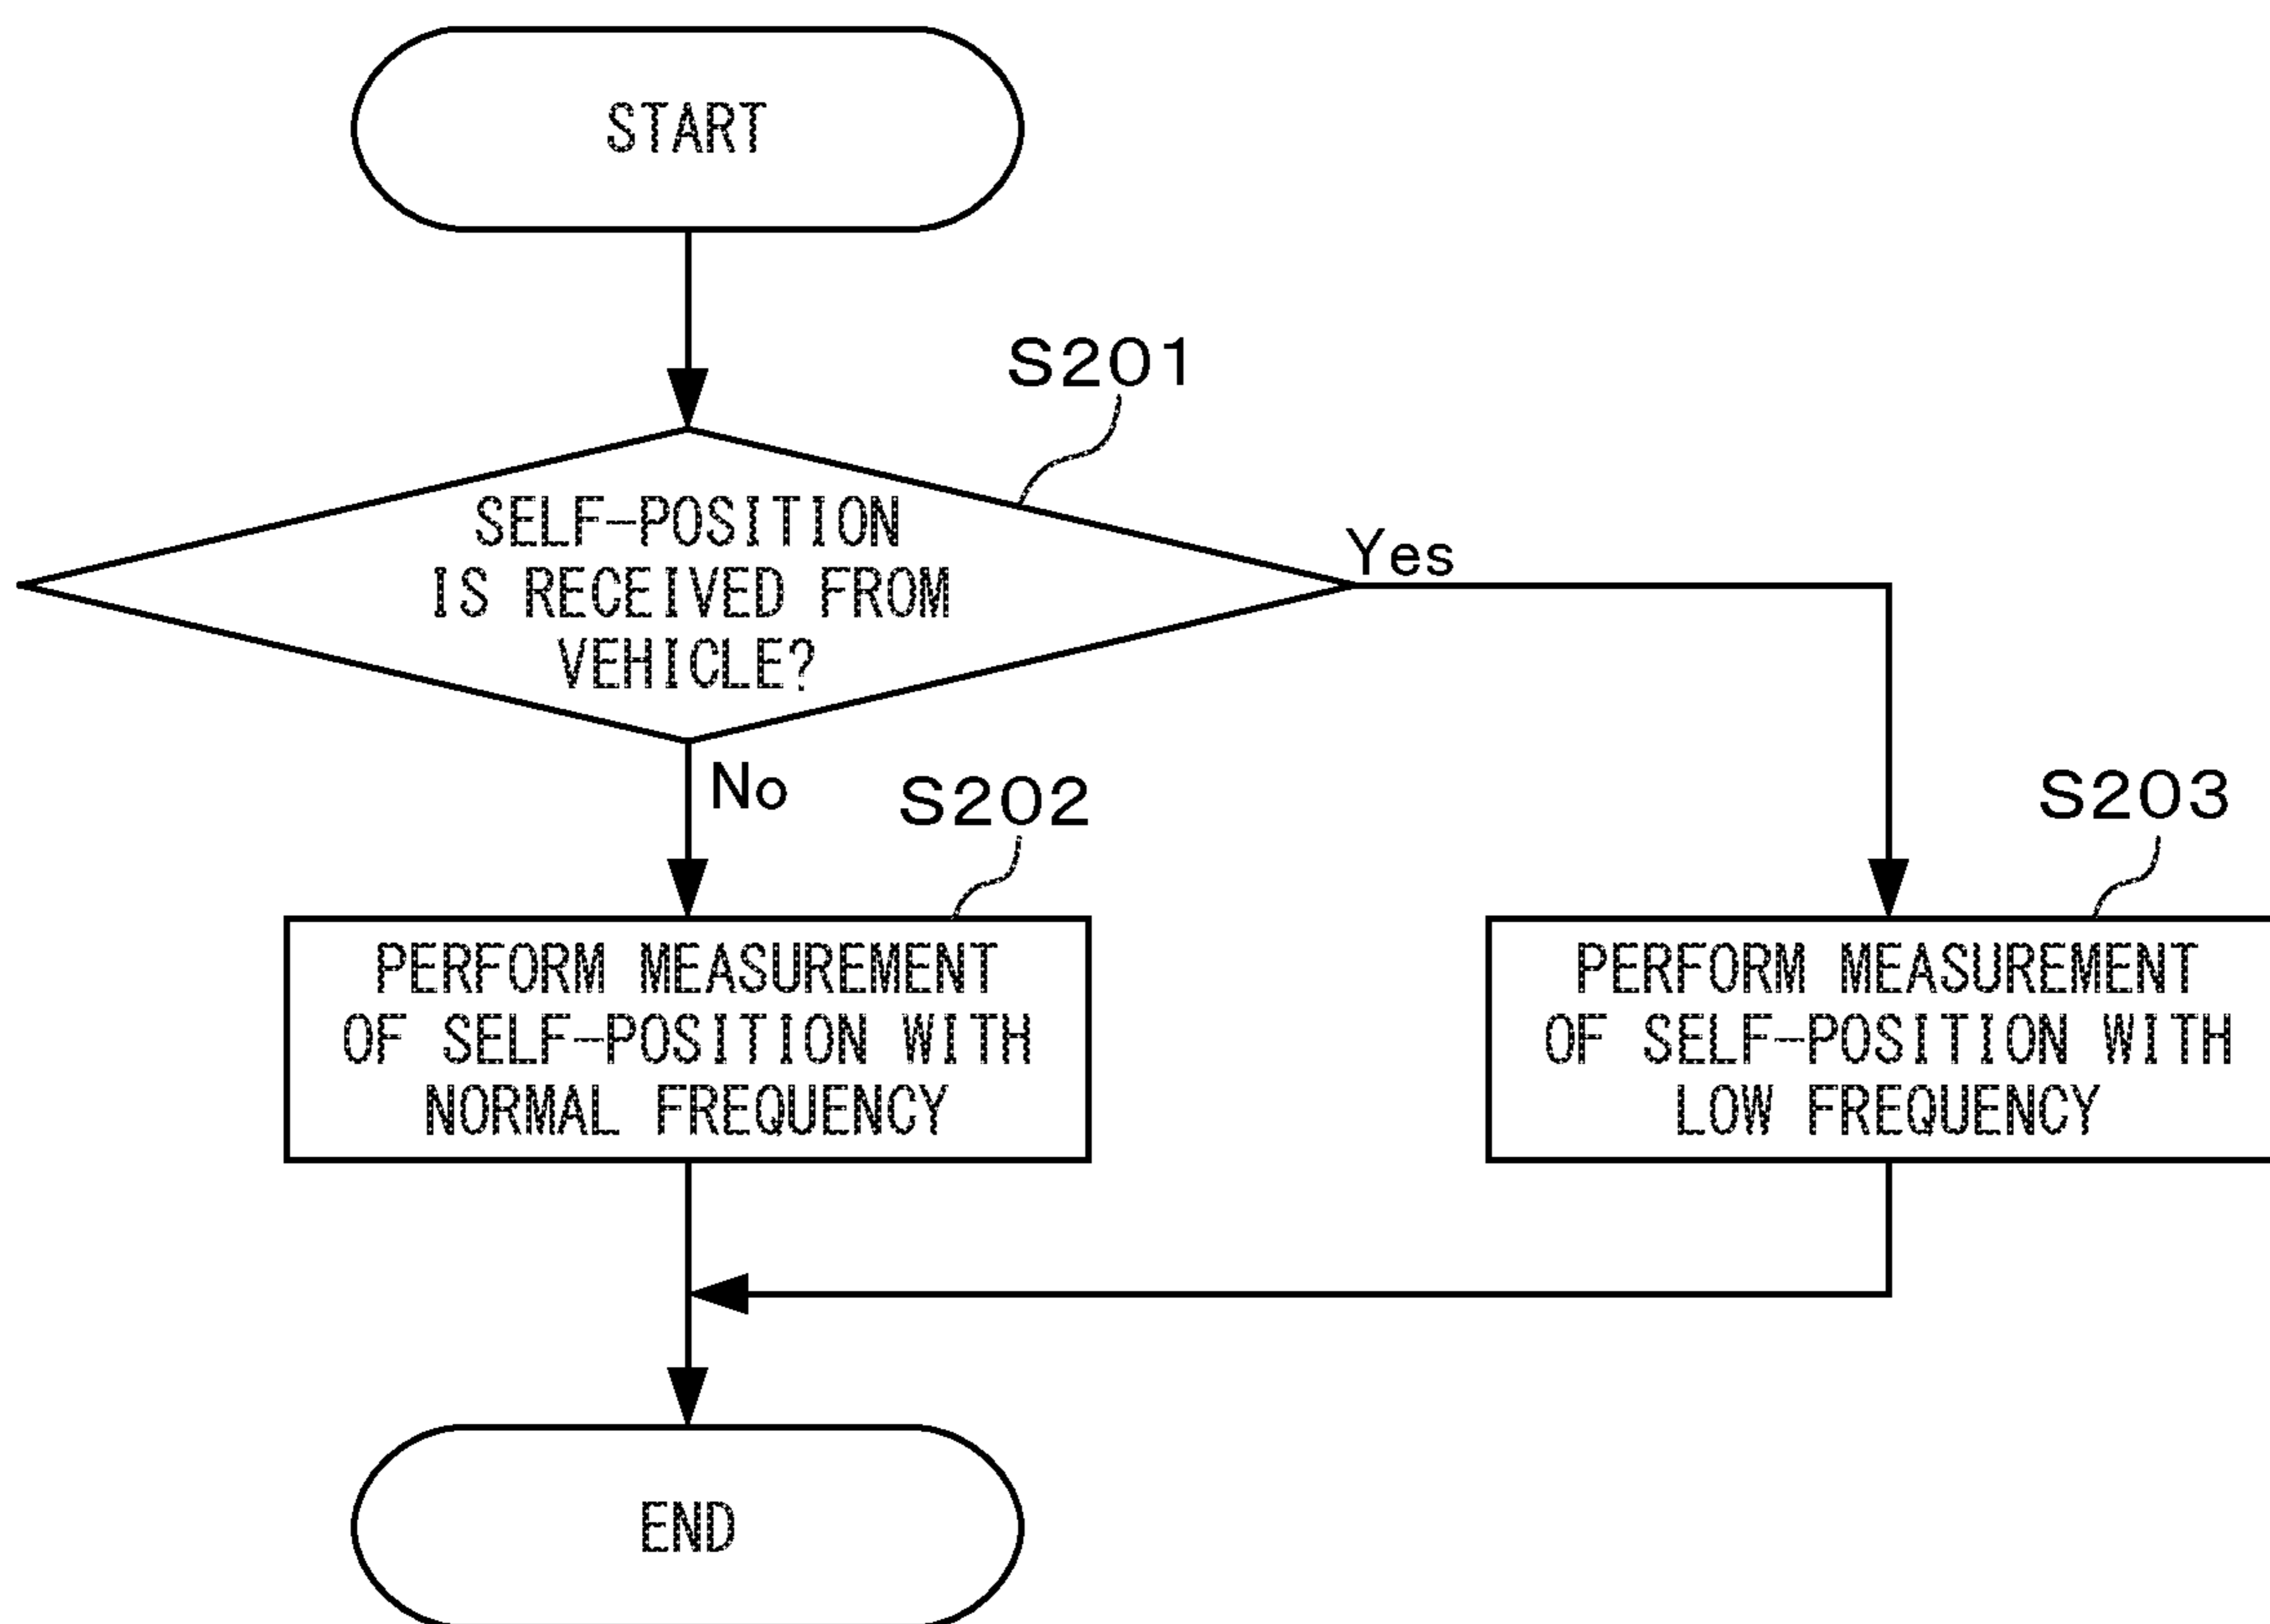 START
S201
SELF-POSITION
IS RECEIVED FROM
VEHICLE?
Yes
No
S202
S203
PERFORM MEASUREMENT
OF SELF-POSITION WITH
NORMAL FREQUENCY
PERFORM MEASUREMENT
OF SELF-POSITION WITH
LOW FREQUENCY
END